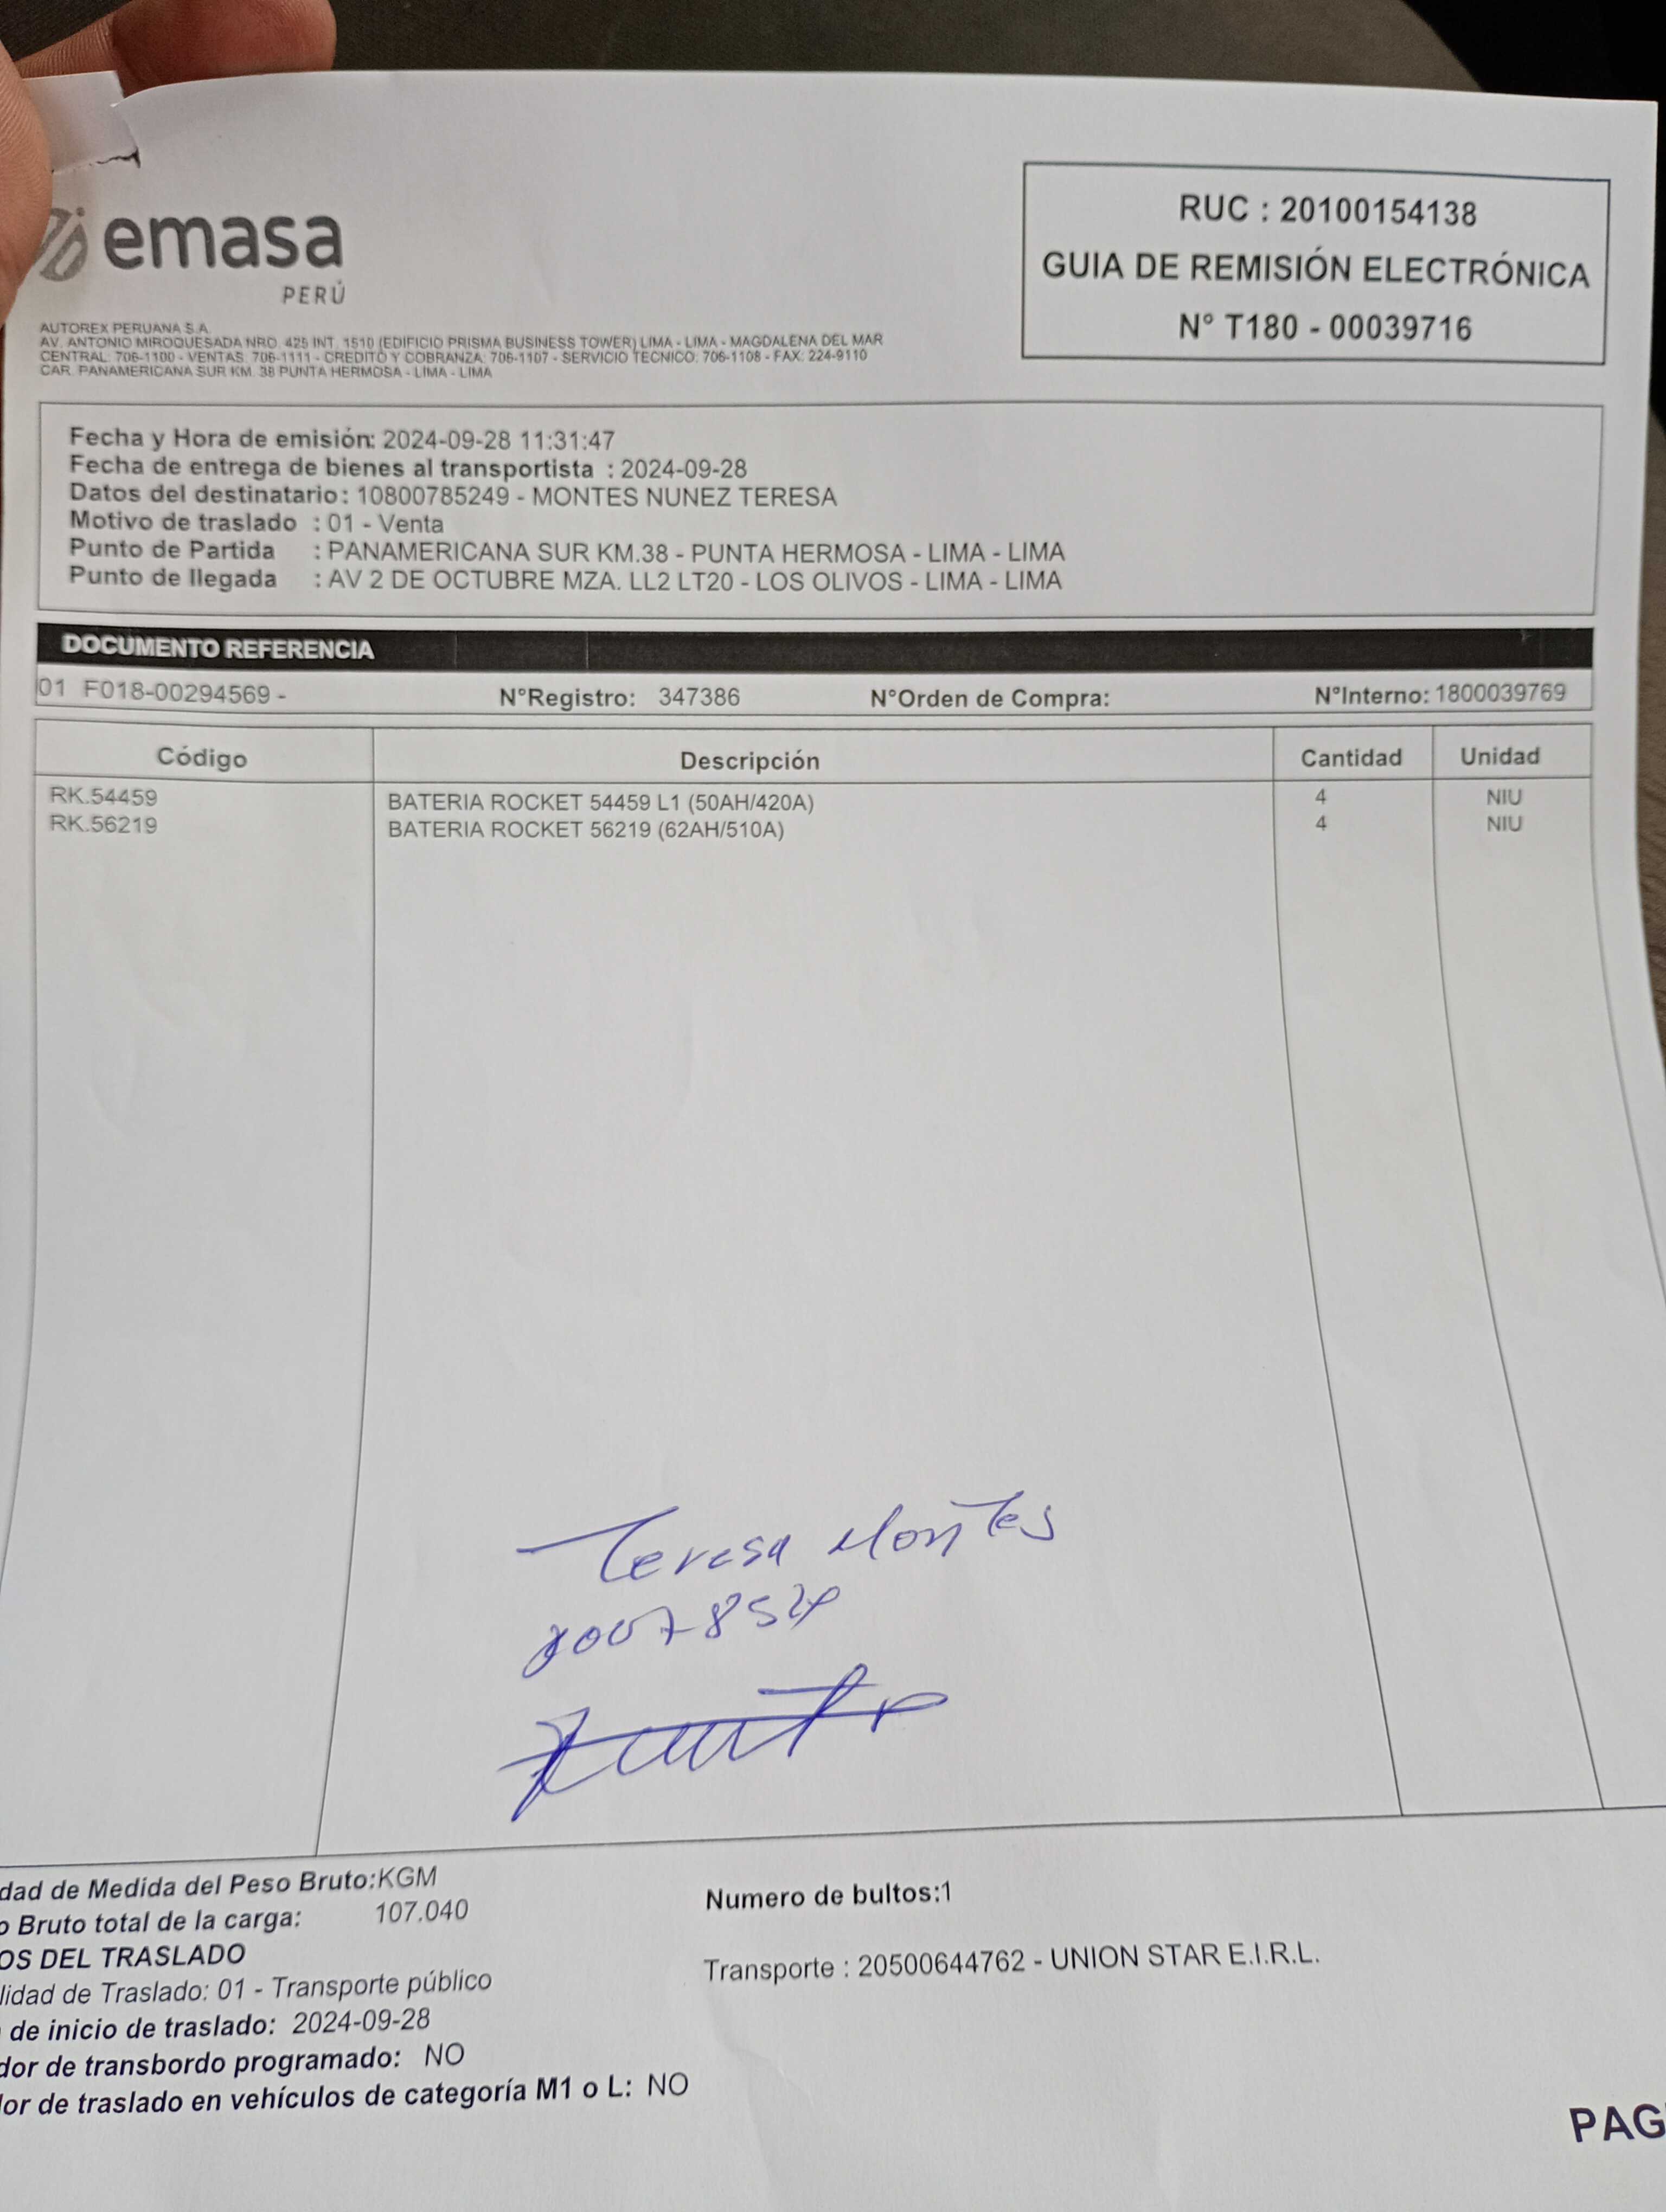 emasa
PERÚ
RUC : 20100154138
GUIA DE REMISIÓN ELECTRÓNICA
N° T180 - 00039716
AUTOREX PERUANA S.A.
AV. ANTONIO MIROQUESADA NRO. 425 INT. 1510 (EDIFICIO PRISMA BUSINESS TOWER) LIMA - LIMA - MAGDALENA DEL MAR
CENTRAL: 706-1100 - VENTAS: 706-1111 - CREDITO Y COBRANZA: 706-1107 - SERVICIO TECNICO: 706-1108 - FAX: 224-9110
CAR. PANAMERICANA SUR KM. 38 PUNTA HERMOSA - LIMA - LIMA
Fecha y Hora de emisión: 2024-09-28 11:31:47
Fecha de entrega de bienes al transportista : 2024-09-28
Datos del destinatario : 10800785249 - MONTES NUNEZ TERESA
Motivo de traslado : 01 - Venta
Punto de Partida : PANAMERICANA SUR KM.38 - PUNTA HERMOSA - LIMA - LIMA
Punto de llegada : AV 2 DE OCTUBRE MZA. LL2 LT20 - LOS OLIVOS - LIMA - LIMA
DOCUMENTO REFERENCIA
01 F018-00294569 - N°Registro: 347386 N°Orden de Compra: N°Interno: 1800039769
Código Descripción Cantidad Unidad
RK.54459 BATERIA ROCKET 54459 L1 (50AH/420A) 4 NIU
RK.56219 BATERIA ROCKET 56219 (62AH/510A) 4 NIU
Teresa Montes
dad de Medida del Peso Bruto:KGM
o Bruto total de la carga: 107.040
Numero de bultos:1
OS DEL TRASLADO
lidad de Traslado: 01 - Transporte público
Transporte : 20500644762 - UNION STAR E.I.R.L.
de inicio de traslado: 2024-09-28
dor de transbordo programado: NO
or de traslado en vehículos de categoría M1 o L: NO
PAG